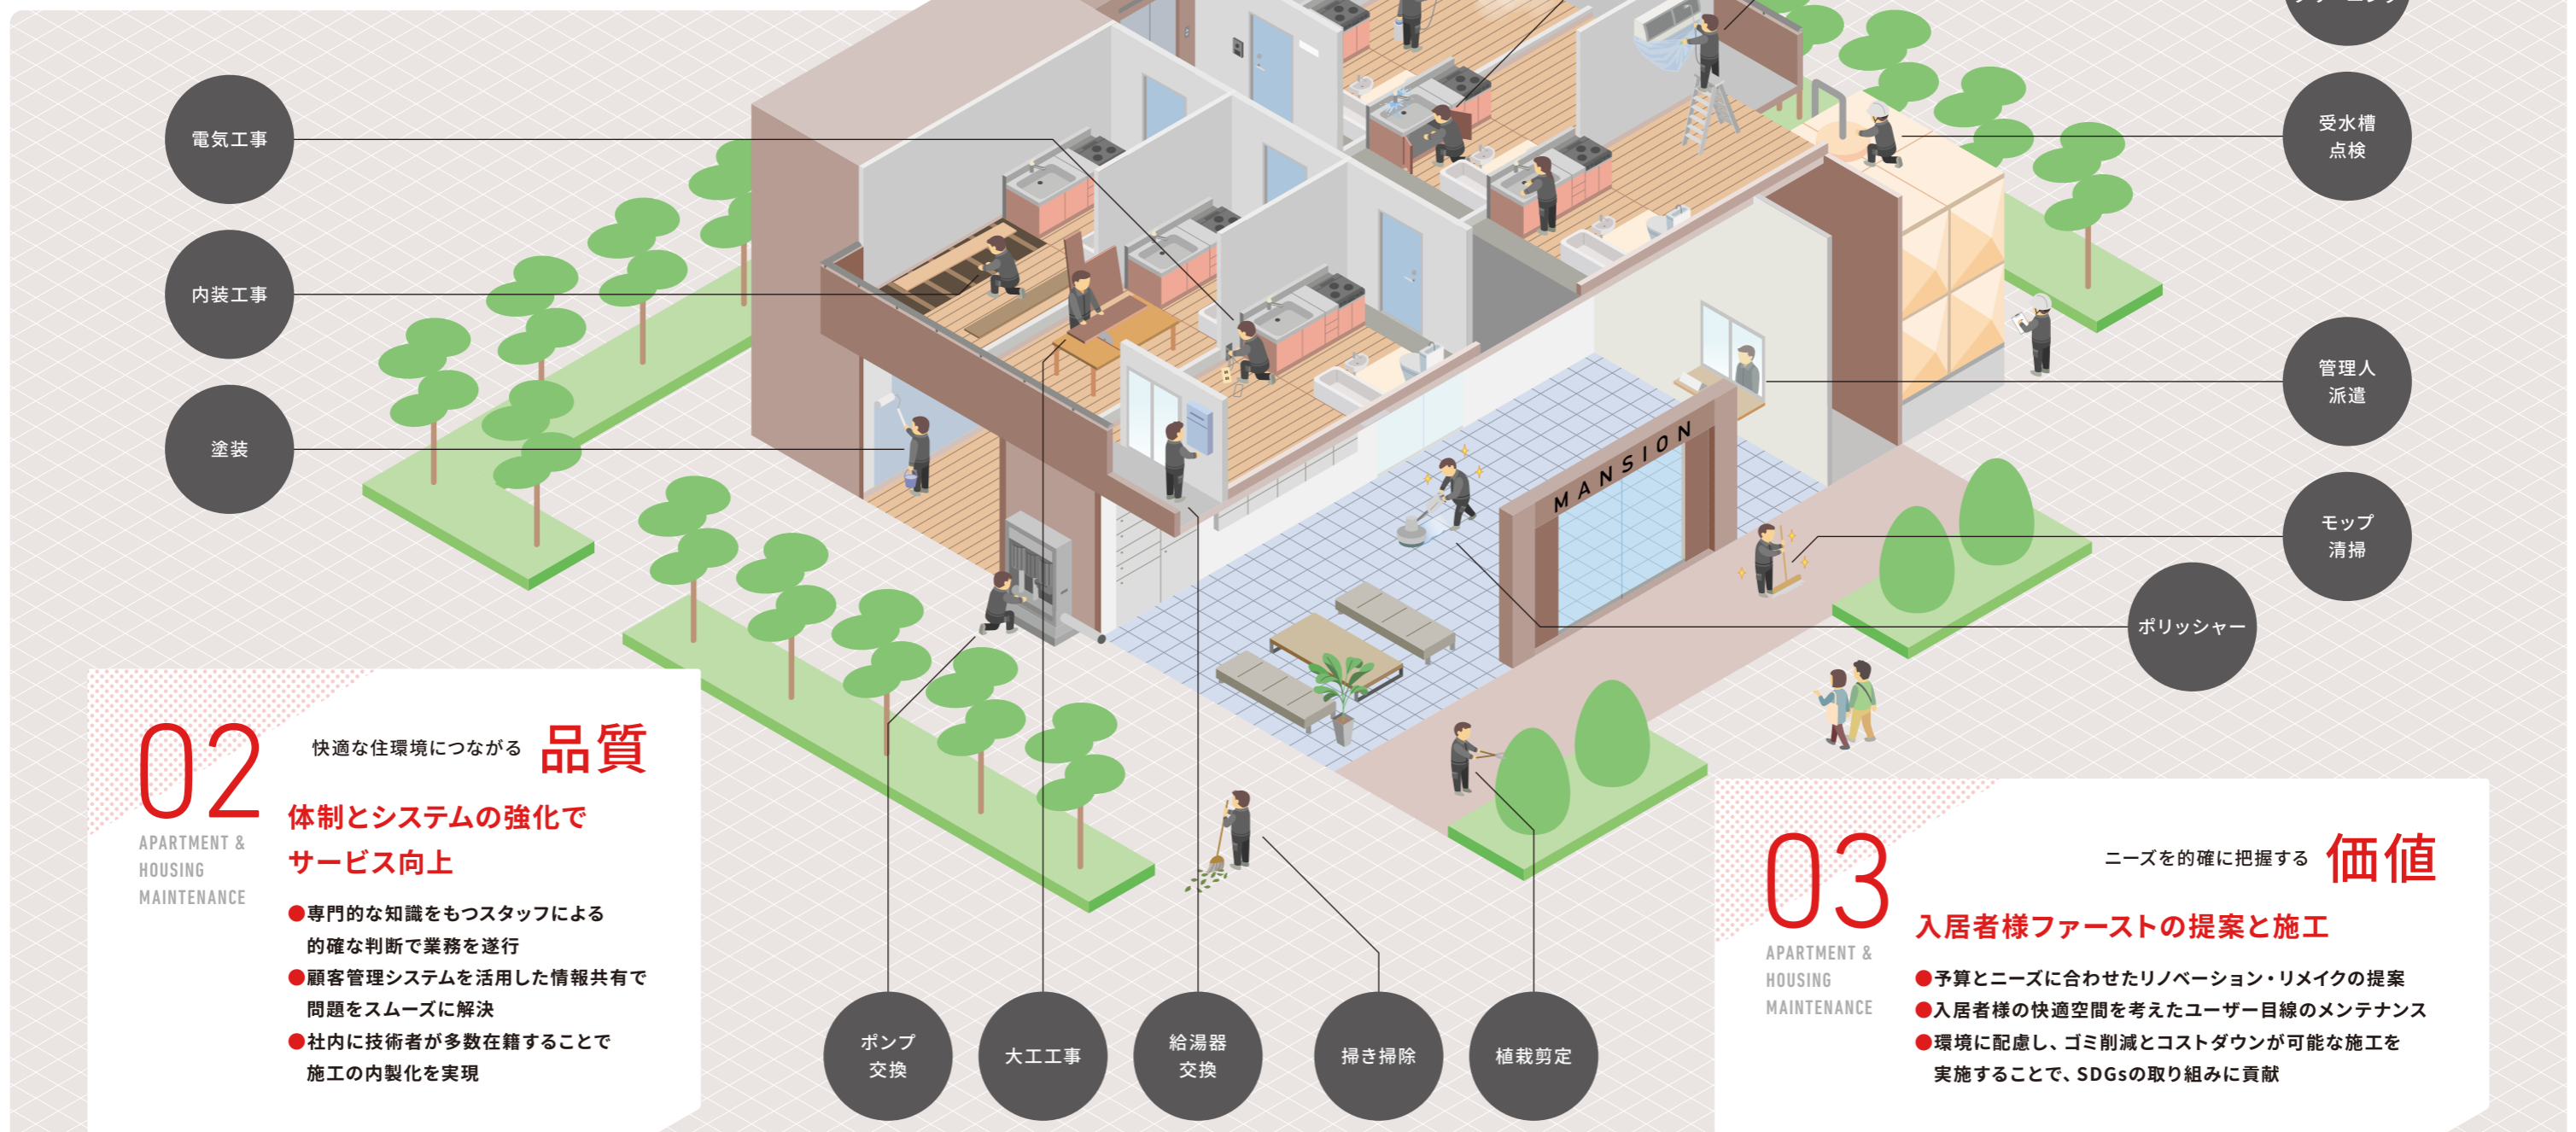 電気工事
内装工事
塗装
受水槽
点検
管理人
派遣
モップ
清掃
ポリッシャー
MANSION
02
APARTMENT &
HOUSING
MAINTENANCE
快適な住環境につながる 品質
体制とシステムの強化で
サービス向上
●専門的な知識をもつスタッフによる
的確な判断で業務を遂行
●顧客管理システムを活用した情報共有で
問題をスムーズに解決
●社内に技術者が多数在籍することで
施工の内製化を実現
ポンプ
交換
大工工事
給湯器
交換
掃き掃除
植栽剪定
03
APARTMENT &
HOUSING
MAINTENANCE
ニーズを的確に把握する 価値
入居者様ファーストの提案と施工
●予算とニーズに合わせたリノベーション・リメイクの提案
●入居者様の快適空間を考えたユーザー目線のメンテナンス
●環境に配慮し、ゴミ削減とコストダウンが可能な施工を
実施することで、SDGsの取り組みに貢献